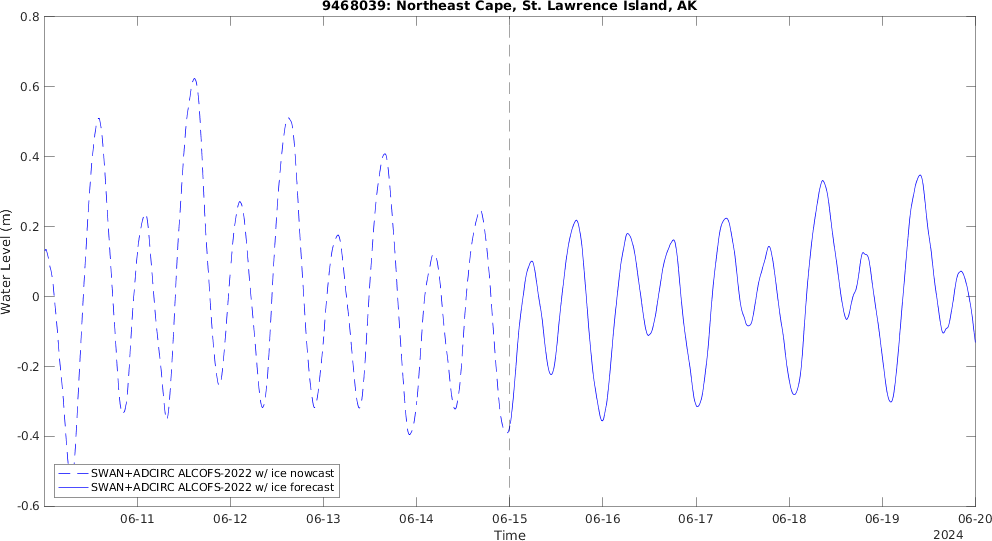 9468039: Northeast Cape, St. Lawrence Island, AK
0.8
0.6
0.4
0.2
0
-0.2
-0.4
-0.6
Water Level (m)
SWAN+ADCIRC ALCOFS-2022 w/ ice nowcast
SWAN+ADCIRC ALCOFS-2022 w/ ice forecast
06-11 06-12 06-13 06-14 06-15 06-16 06-17 06-18 06-19 06-20
Time
2024